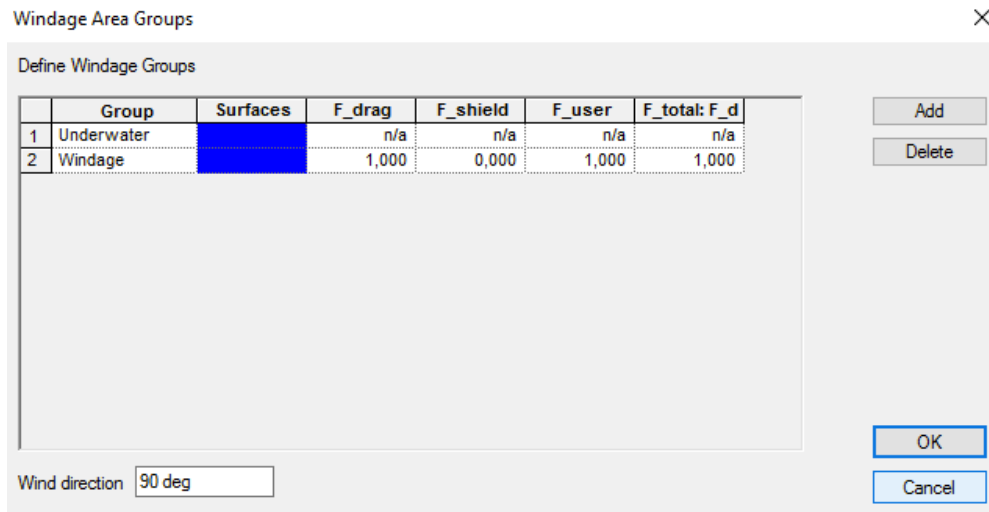 Windage Area Groups
Define Windage Groups
Group Surfaces F_drag F_shield F_user F_total: F_d
1 Underwater n/a n/a n/a n/a
2 Windage 1,000 0,000 1,000 1,000
Add
Delete
OK
Wind direction 90 deg
Cancel